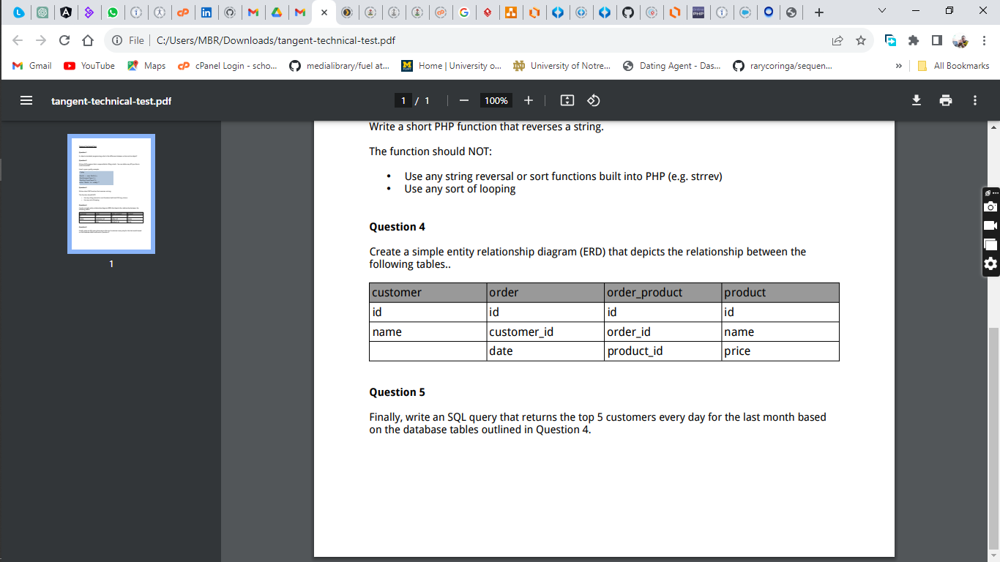 File
C:/Users/MBR/Downloads/tangent-technical-test.pdf
Gmail YouTube Maps cPanel Login - scho... medialibrary/fuel at... Home | University o... University of Notre... Dating Agent - Das... rarycoringa/sequen... » All Bookmarks
tangent-technical-test.pdf 1 / 1 100%
1
Write a short PHP function that reverses a string.
The function should NOT:
• Use any string reversal or sort functions built into PHP (e.g. strrev)
• Use any sort of looping
Question 4
Create a simple entity relationship diagram (ERD) that depicts the relationship between the
following tables..
customer order order_product product
id id id id
name customer_id order_id name
date product_id price
Question 5
Finally, write an SQL query that returns the top 5 customers every day for the last month based
on the database tables outlined in Question 4.